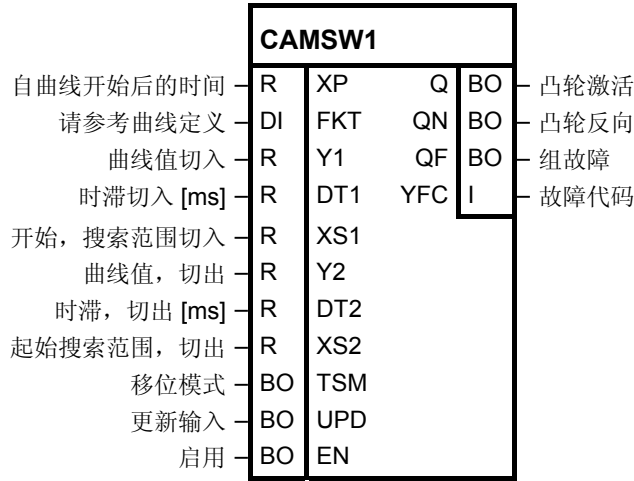 CAMSW1
自曲线开始后的时间 R XP Q BO 凸轮激活
请参考曲线定义 DI FKT QN BO 凸轮反向
曲线值切入 R Y1 QF BO 组故障
时滞切入 [ms] R DT1 YFC I 故障代码
开始，搜索范围切入 R XS1
曲线值，切出 R Y2
时滞，切出 [ms] R DT2
起始搜索范围，切出 R XS2
移位模式 BO TSM
更新输入 BO UPD
启用 BO EN